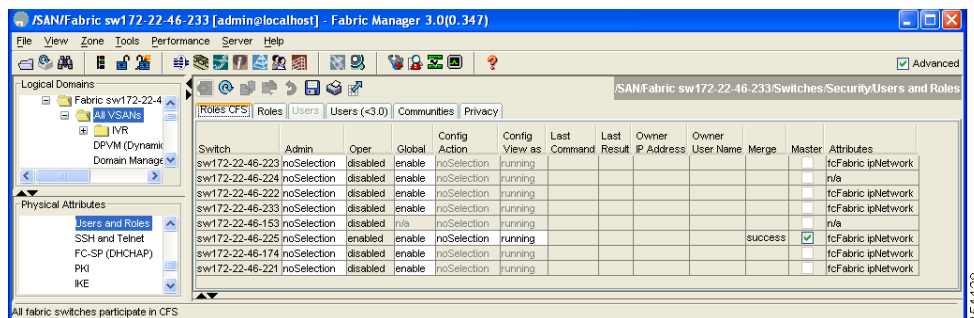 /SAN/Fabric sw172-22-46-233 [admin@localhost] - Fabric Manager 3.0(0.347)
File View Zone Tools Performance Server Help
Advanced
Logical Domains
Fabric sw172-22-4
All VSANs
IVR
DPVM (Dynamic
Domain Manage
Physical Attributes
Users and Roles
SSH and Telnet
FC-SP (DHCHAP)
PKI
IKE
/SAN/Fabric sw172-22-46-233/Switches/Security/Users and Roles
Roles CFS Roles Users Users (<3.0) Communities Privacy
Switch Admin Oper Global Config Action Config View as Last Command Last Result Owner IP Address Owner User Name Merge Master Attributes
sw172-22-46-223 noSelection disabled enable noSelection running fcFabric ipNetwork
sw172-22-46-224 noSelection disabled enable noSelection running n/a
sw172-22-46-222 noSelection disabled enable noSelection running fcFabric ipNetwork
sw172-22-46-233 noSelection disabled enable noSelection running fcFabric ipNetwork
sw172-22-46-153 noSelection disabled n/a noSelection running n/a
sw172-22-46-225 noSelection enabled enable noSelection running success fcFabric ipNetwork
sw172-22-46-174 noSelection disabled enable noSelection running fcFabric ipNetwork
sw172-22-46-221 noSelection disabled enable noSelection running fcFabric ipNetwork
All fabric switches participate in CFS